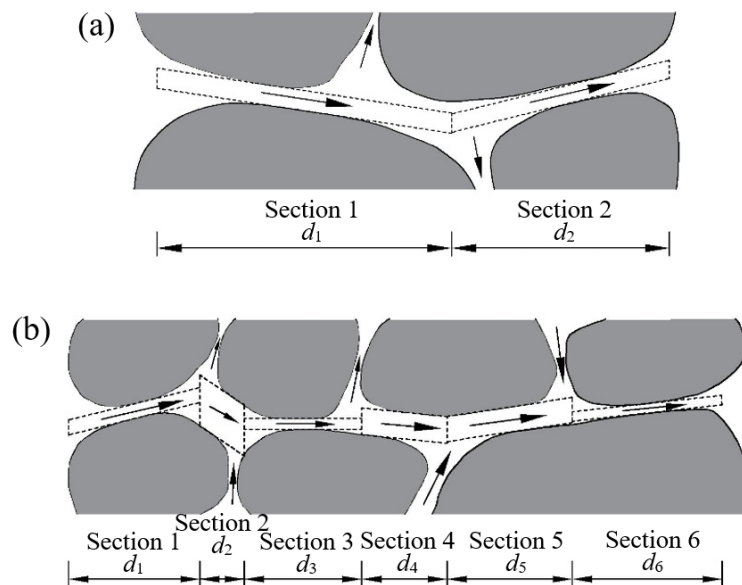 (a)
Section 1 Section 2
d₁ d₂
(b)
Section 1 Section 2 Section 3 Section 4 Section 5 Section 6
d₁ d₂ d₃ d₄ d₅ d₆